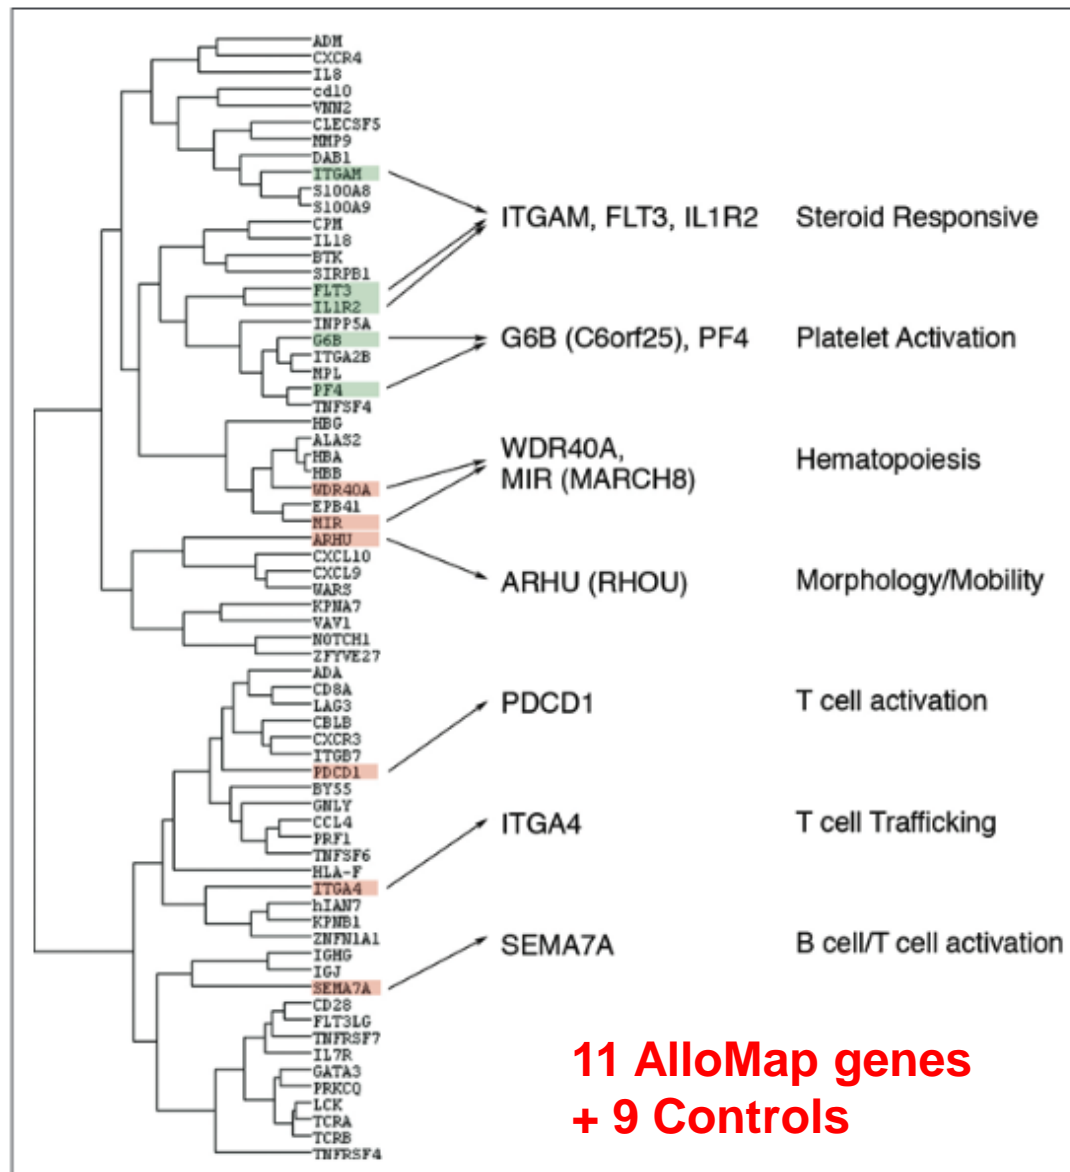 ADM
CXCR4
IL8
cd10
VNN2
CLECSF5
MMP9
DAB1
ITGAM
S100A8
S100A9
CPM
IL18
BTK
SIRPB1
FLT3
IL1R2
INPP5A
G6B
ITGA2B
MPL
PF4
TNFSF4
HBG
ALAS2
HBA
HBB
WDR40A
EPB41
MIR
ARHU
CXCL10
CXCL9
WARS
KPNA7
VAV1
NOTCH1
ZFYVE27
ADA
CD8A
LAG3
CBLB
CXCR3
ITGB7
PDCD1
BY55
GNLY
CCL4
PRF1
TNFSF6
HLA-F
ITGA4
hIAN7
KPNB1
ZNFN1A1
IGHG
IGJ
SEMA7A
CD28
FLT3LG
TNFRSF7
IL7R
GATA3
PRKCQ
LCK
TCRA
TCRB
TNFRSF4
ITGAM, FLT3, IL1R2 Steroid Responsive
G6B (C6orf25), PF4 Platelet Activation
WDR40A,
MIR (MARCH8) Hematopoiesis
ARHU (RHOU) Morphology/Mobility
PDCD1 T cell activation
ITGA4 T cell Trafficking
SEMA7A B cell/T cell activation
11 AlloMap genes
+ 9 Controls